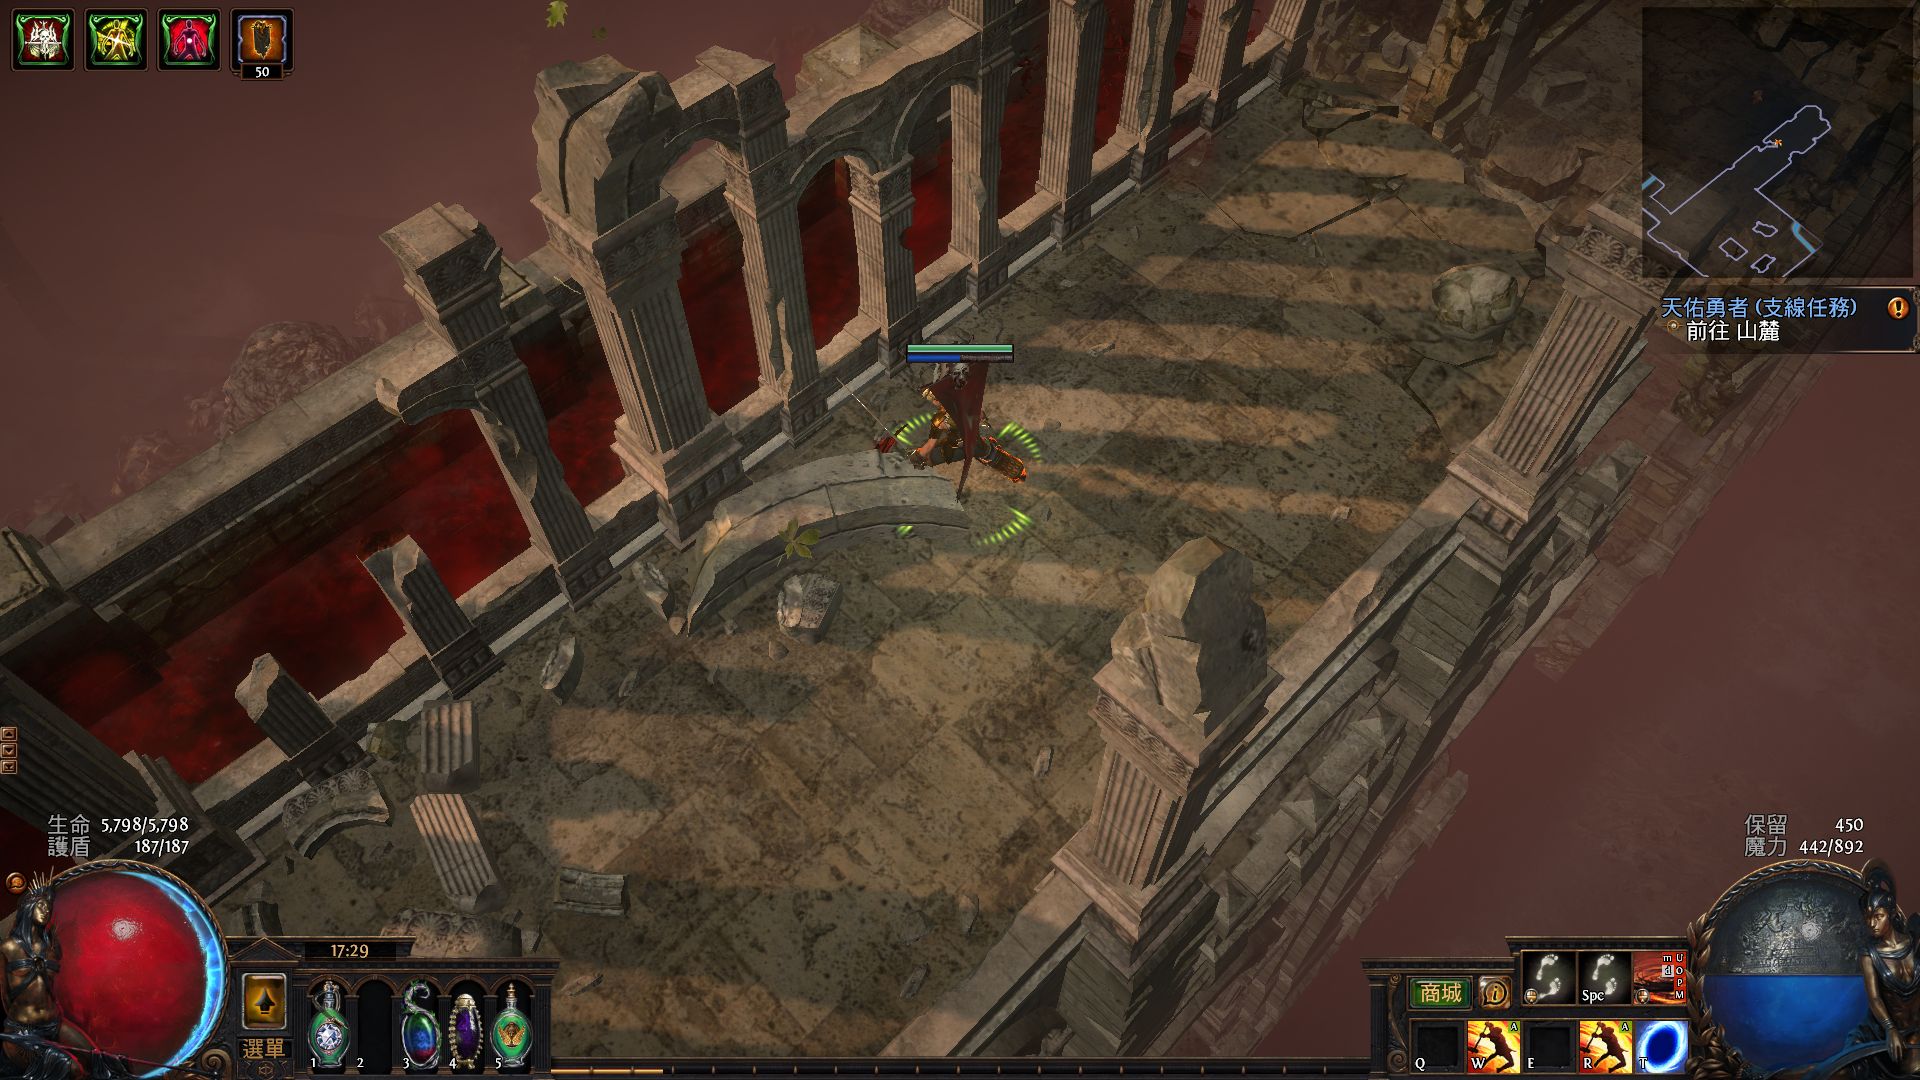 50
天佑勇者 (支線任務)
前往 山麓
生命 5,798/5,798
護盾 187/187
保留 450
魔力 442/892
17:29
選單
1 2 3 4 5
商城
Spc
m U
d O
P
M
Q W A E R A T